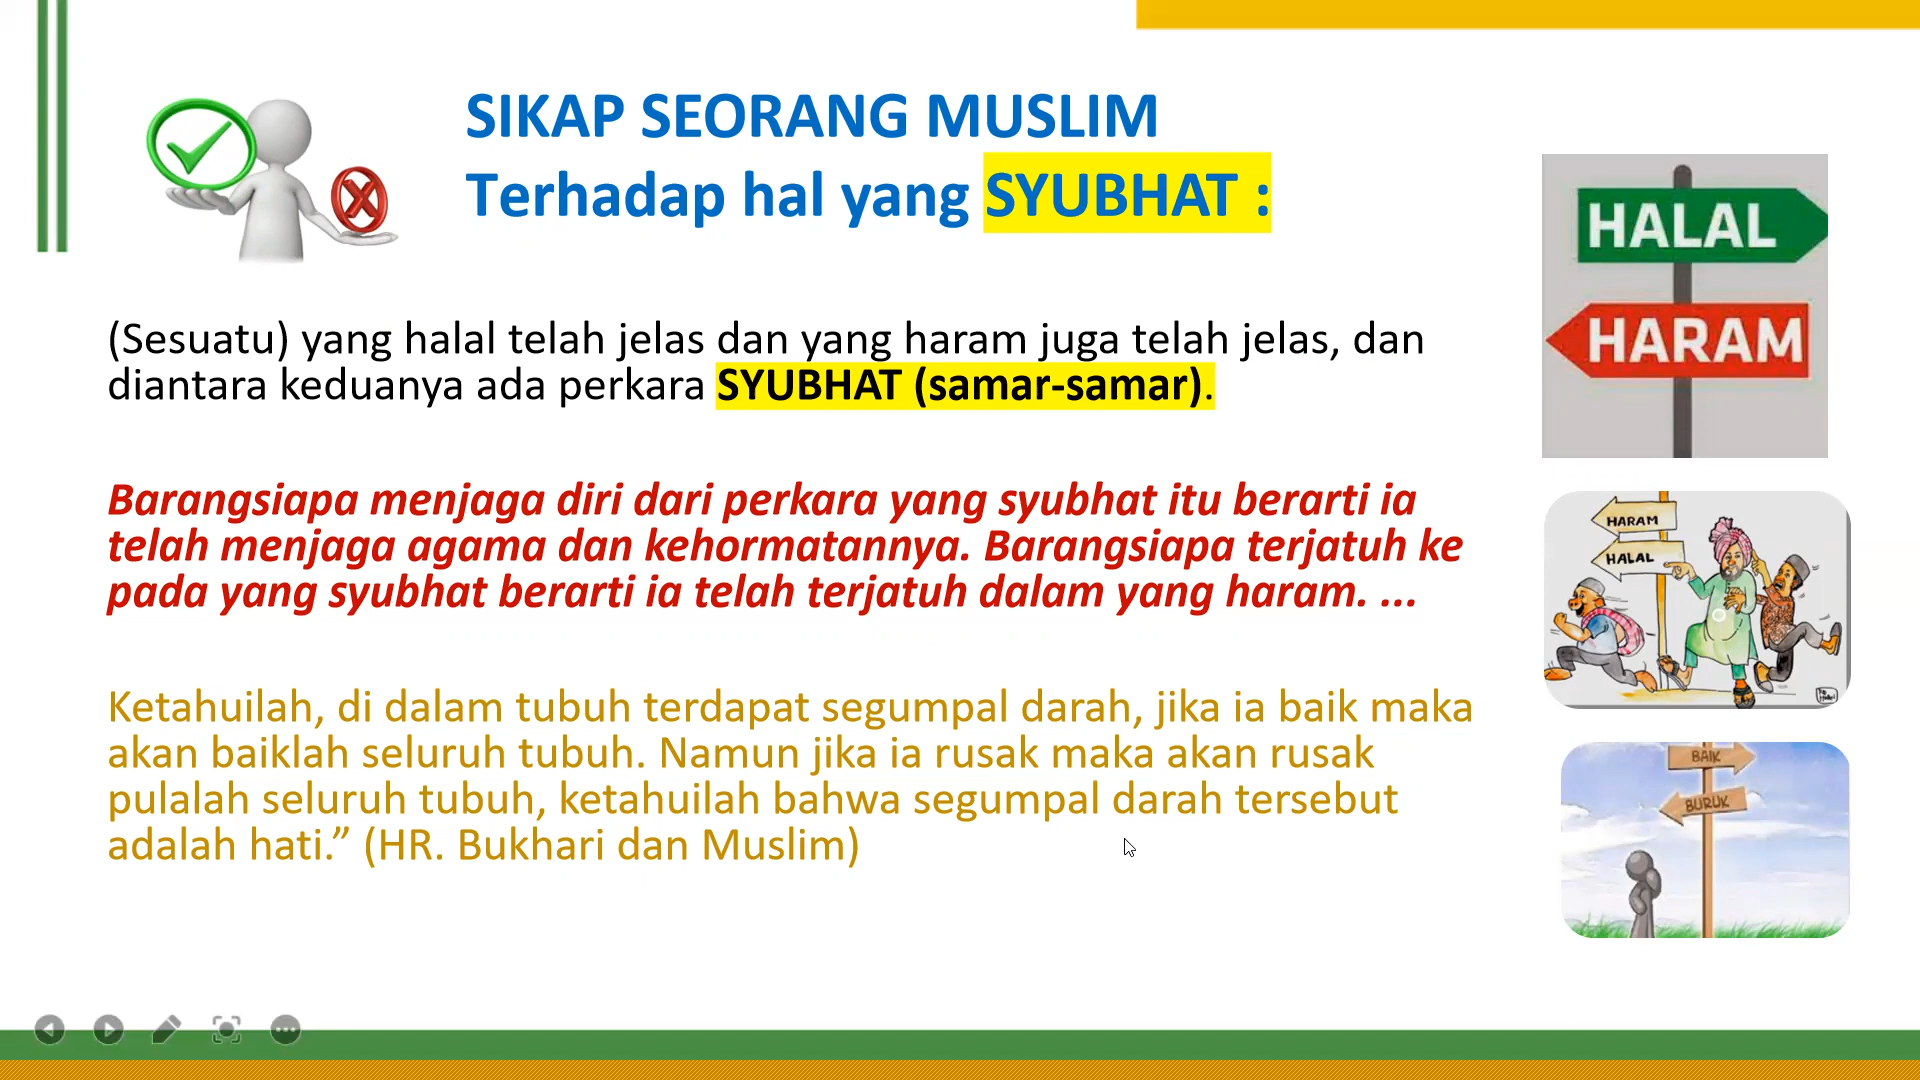 SIKAP SEORANG MUSLIM
Terhadap hal yang SYUBHAT :
(Sesuatu) yang halal telah jelas dan yang haram juga telah jelas, dan
diantara keduanya ada perkara SYUBHAT (samar-samar).
Barangsiapa menjaga diri dari perkara yang syubhat itu berarti ia
telah menjaga agama dan kehormatannya. Barangsiapa terjatuh ke
pada yang syubhat berarti ia telah terjatuh dalam yang haram. ...
Ketahuilah, di dalam tubuh terdapat segumpal darah, jika ia baik maka
akan baiklah seluruh tubuh. Namun jika ia rusak maka akan rusak
pulalah seluruh tubuh, ketahuilah bahwa segumpal darah tersebut
adalah hati.” (HR. Bukhari dan Muslim)
HALAL
HARAM
HARAM
HALAL
BAIK
BURUK